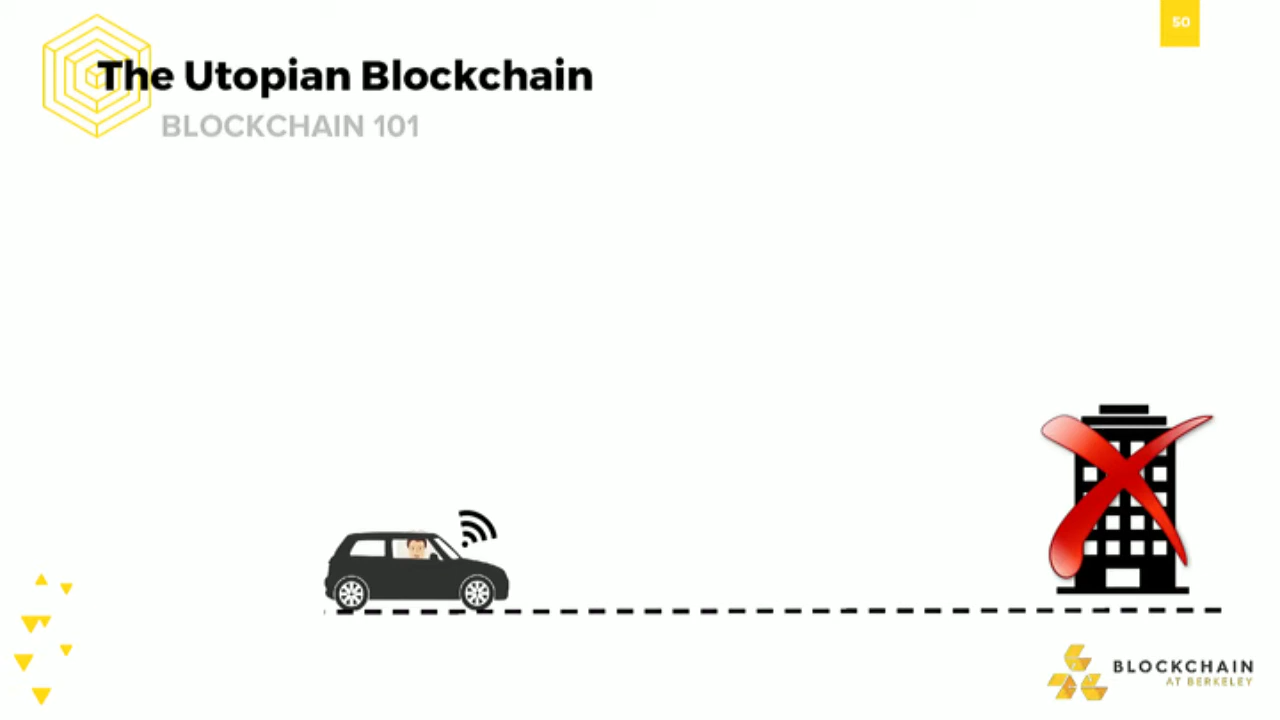 50
The Utopian Blockchain
BLOCKCHAIN 101
BLOCKCHAIN
AT BERKELEY